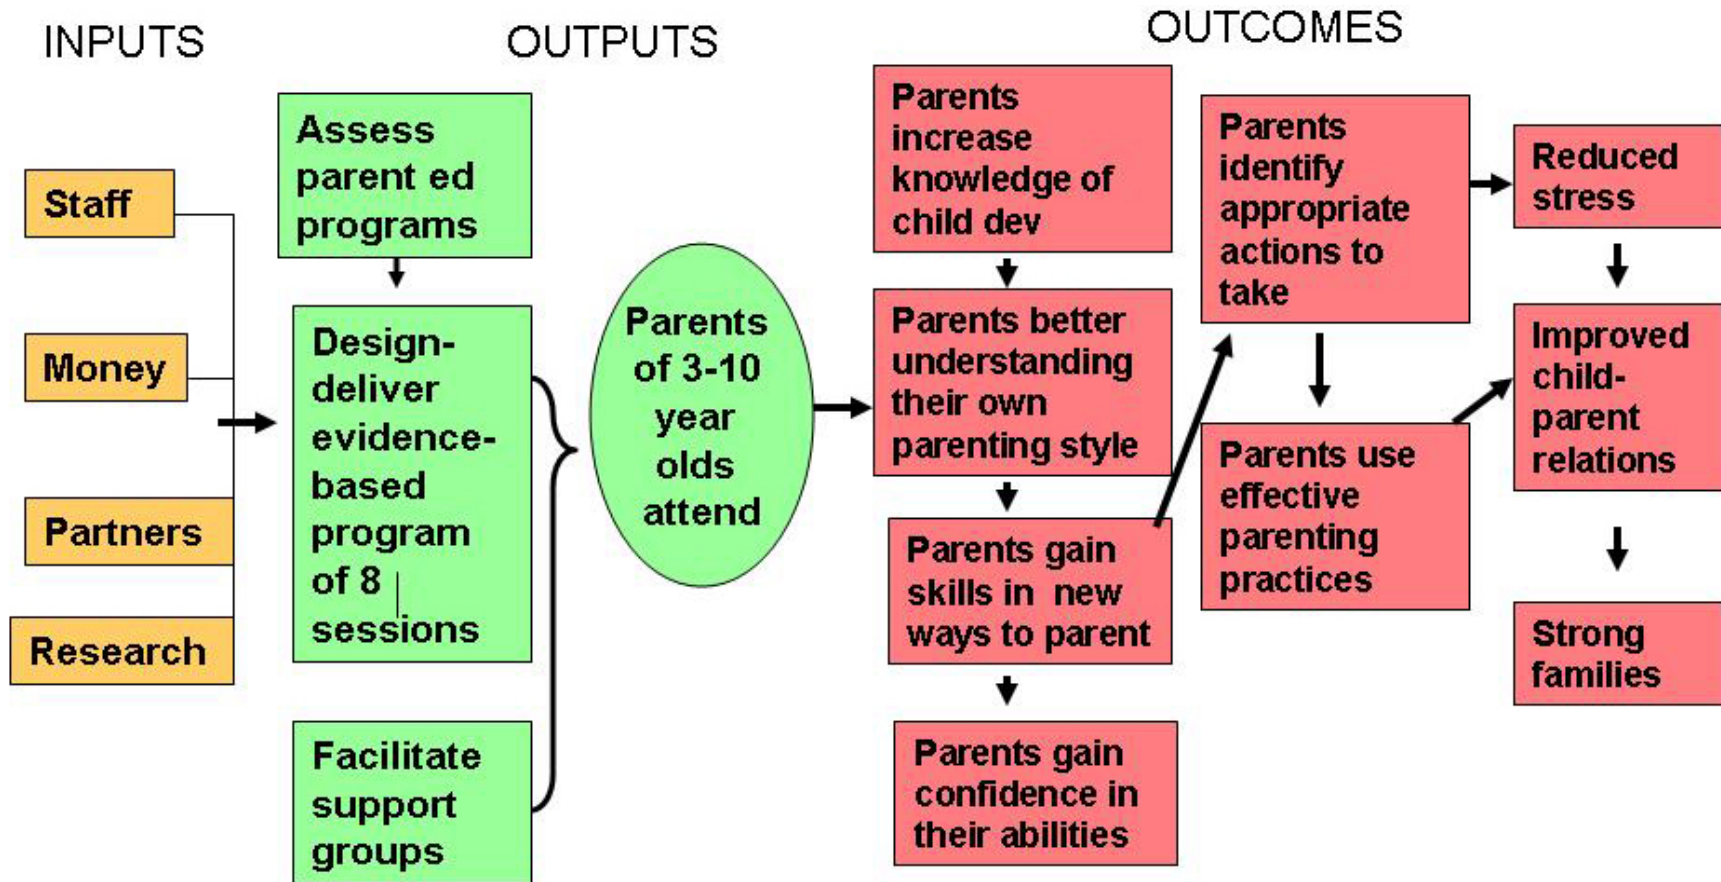 INPUTS
OUTPUTS
OUTCOMES
Staff
Money
Partners
Research
Assess
parent ed
programs
Design-
deliver
evidence-
based
program
of 8
sessions
Facilitate
support
groups
Parents
of 3-10
year
olds
attend
Parents
increase
knowledge of
child dev
Parents better
understanding
their own
parenting style
Parents gain
skills in new
ways to parent
Parents gain
confidence in
their abilities
Parents
identify
appropriate
actions to
take
Parents use
effective
parenting
practices
Reduced
stress
Improved
child-
parent
relations
Strong
families